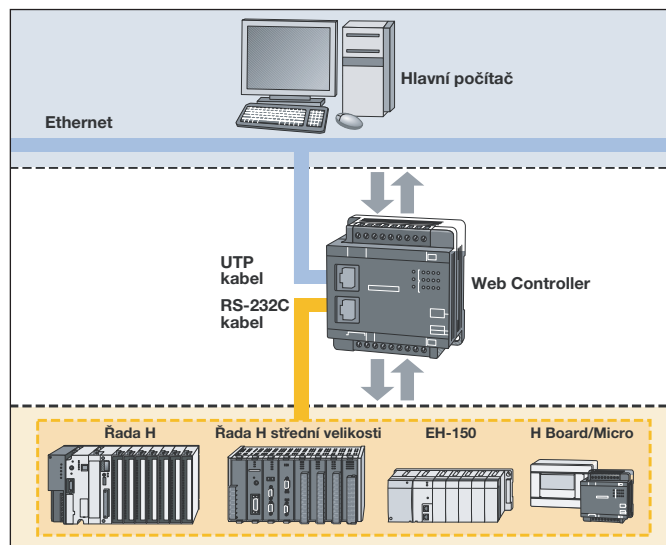 Hlavní počítač
Ethernet
UTP
kabel
Web Controller
RS-232C
kabel
Řada H
Řada H střední velikosti
EH-150
H Board/Micro